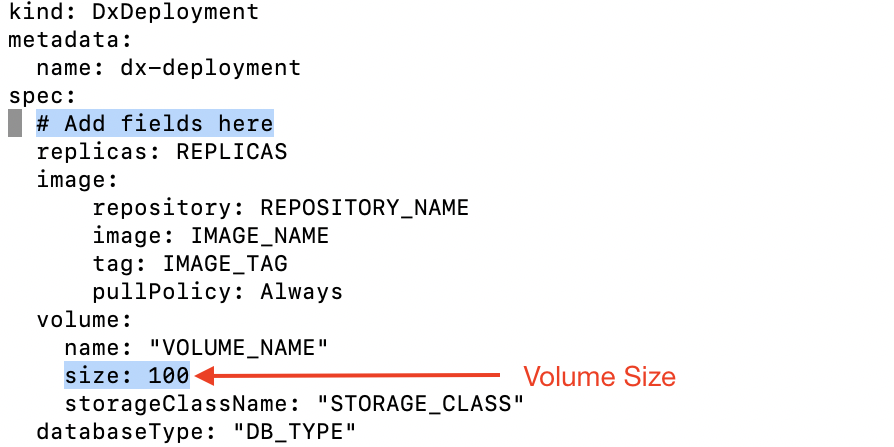 kind: DxDeployment
metadata:
  name: dx-deployment
spec:
  # Add fields here
  replicas: REPLICAS
  image:
      repository: REPOSITORY_NAME
      image: IMAGE_NAME
      tag: IMAGE_TAG
      pullPolicy: Always
  volume:
    name: "VOLUME_NAME"
    size: 100 Volume Size
    storageClassName: "STORAGE_CLASS"
  databaseType: "DB_TYPE"